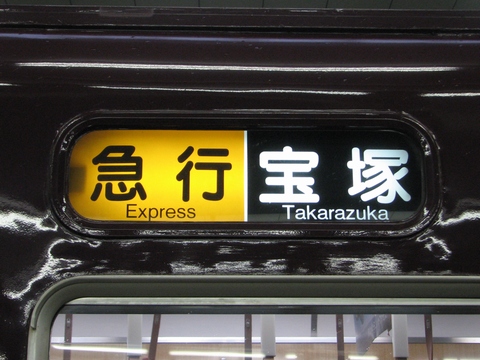 急行 宝塚
Express Takarazuka